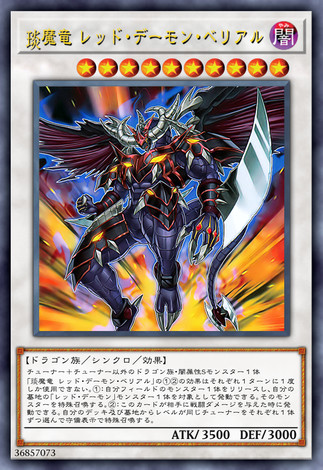 琰魔竜 レッド・デーモン・ベリアル
闇
やみ
【ドラゴン族／シンクロ／効果】
チューナー＋チューナー以外のドラゴン族・闇属性Sモンスター１体
「琰魔竜 レッド・デーモン・ベリアル」の①②の効果はそれぞれ１ターンに１度
しか使用できない。①：自分フィールドのモンスター１体をリリースし、自分の墓
地の「レッド・デーモン」モンスター１体を対象として発動できる。そのモンス
ターを特殊召喚する。②：このカードが相手に戦闘ダメージを与えた時に発
動できる。自分のデッキ及び墓地からレベルが同じチューナーをそれぞれ１体
ずつ選んで守備表示で特殊召喚する。
ATK/ 3500 DEF/ 3000
36857073